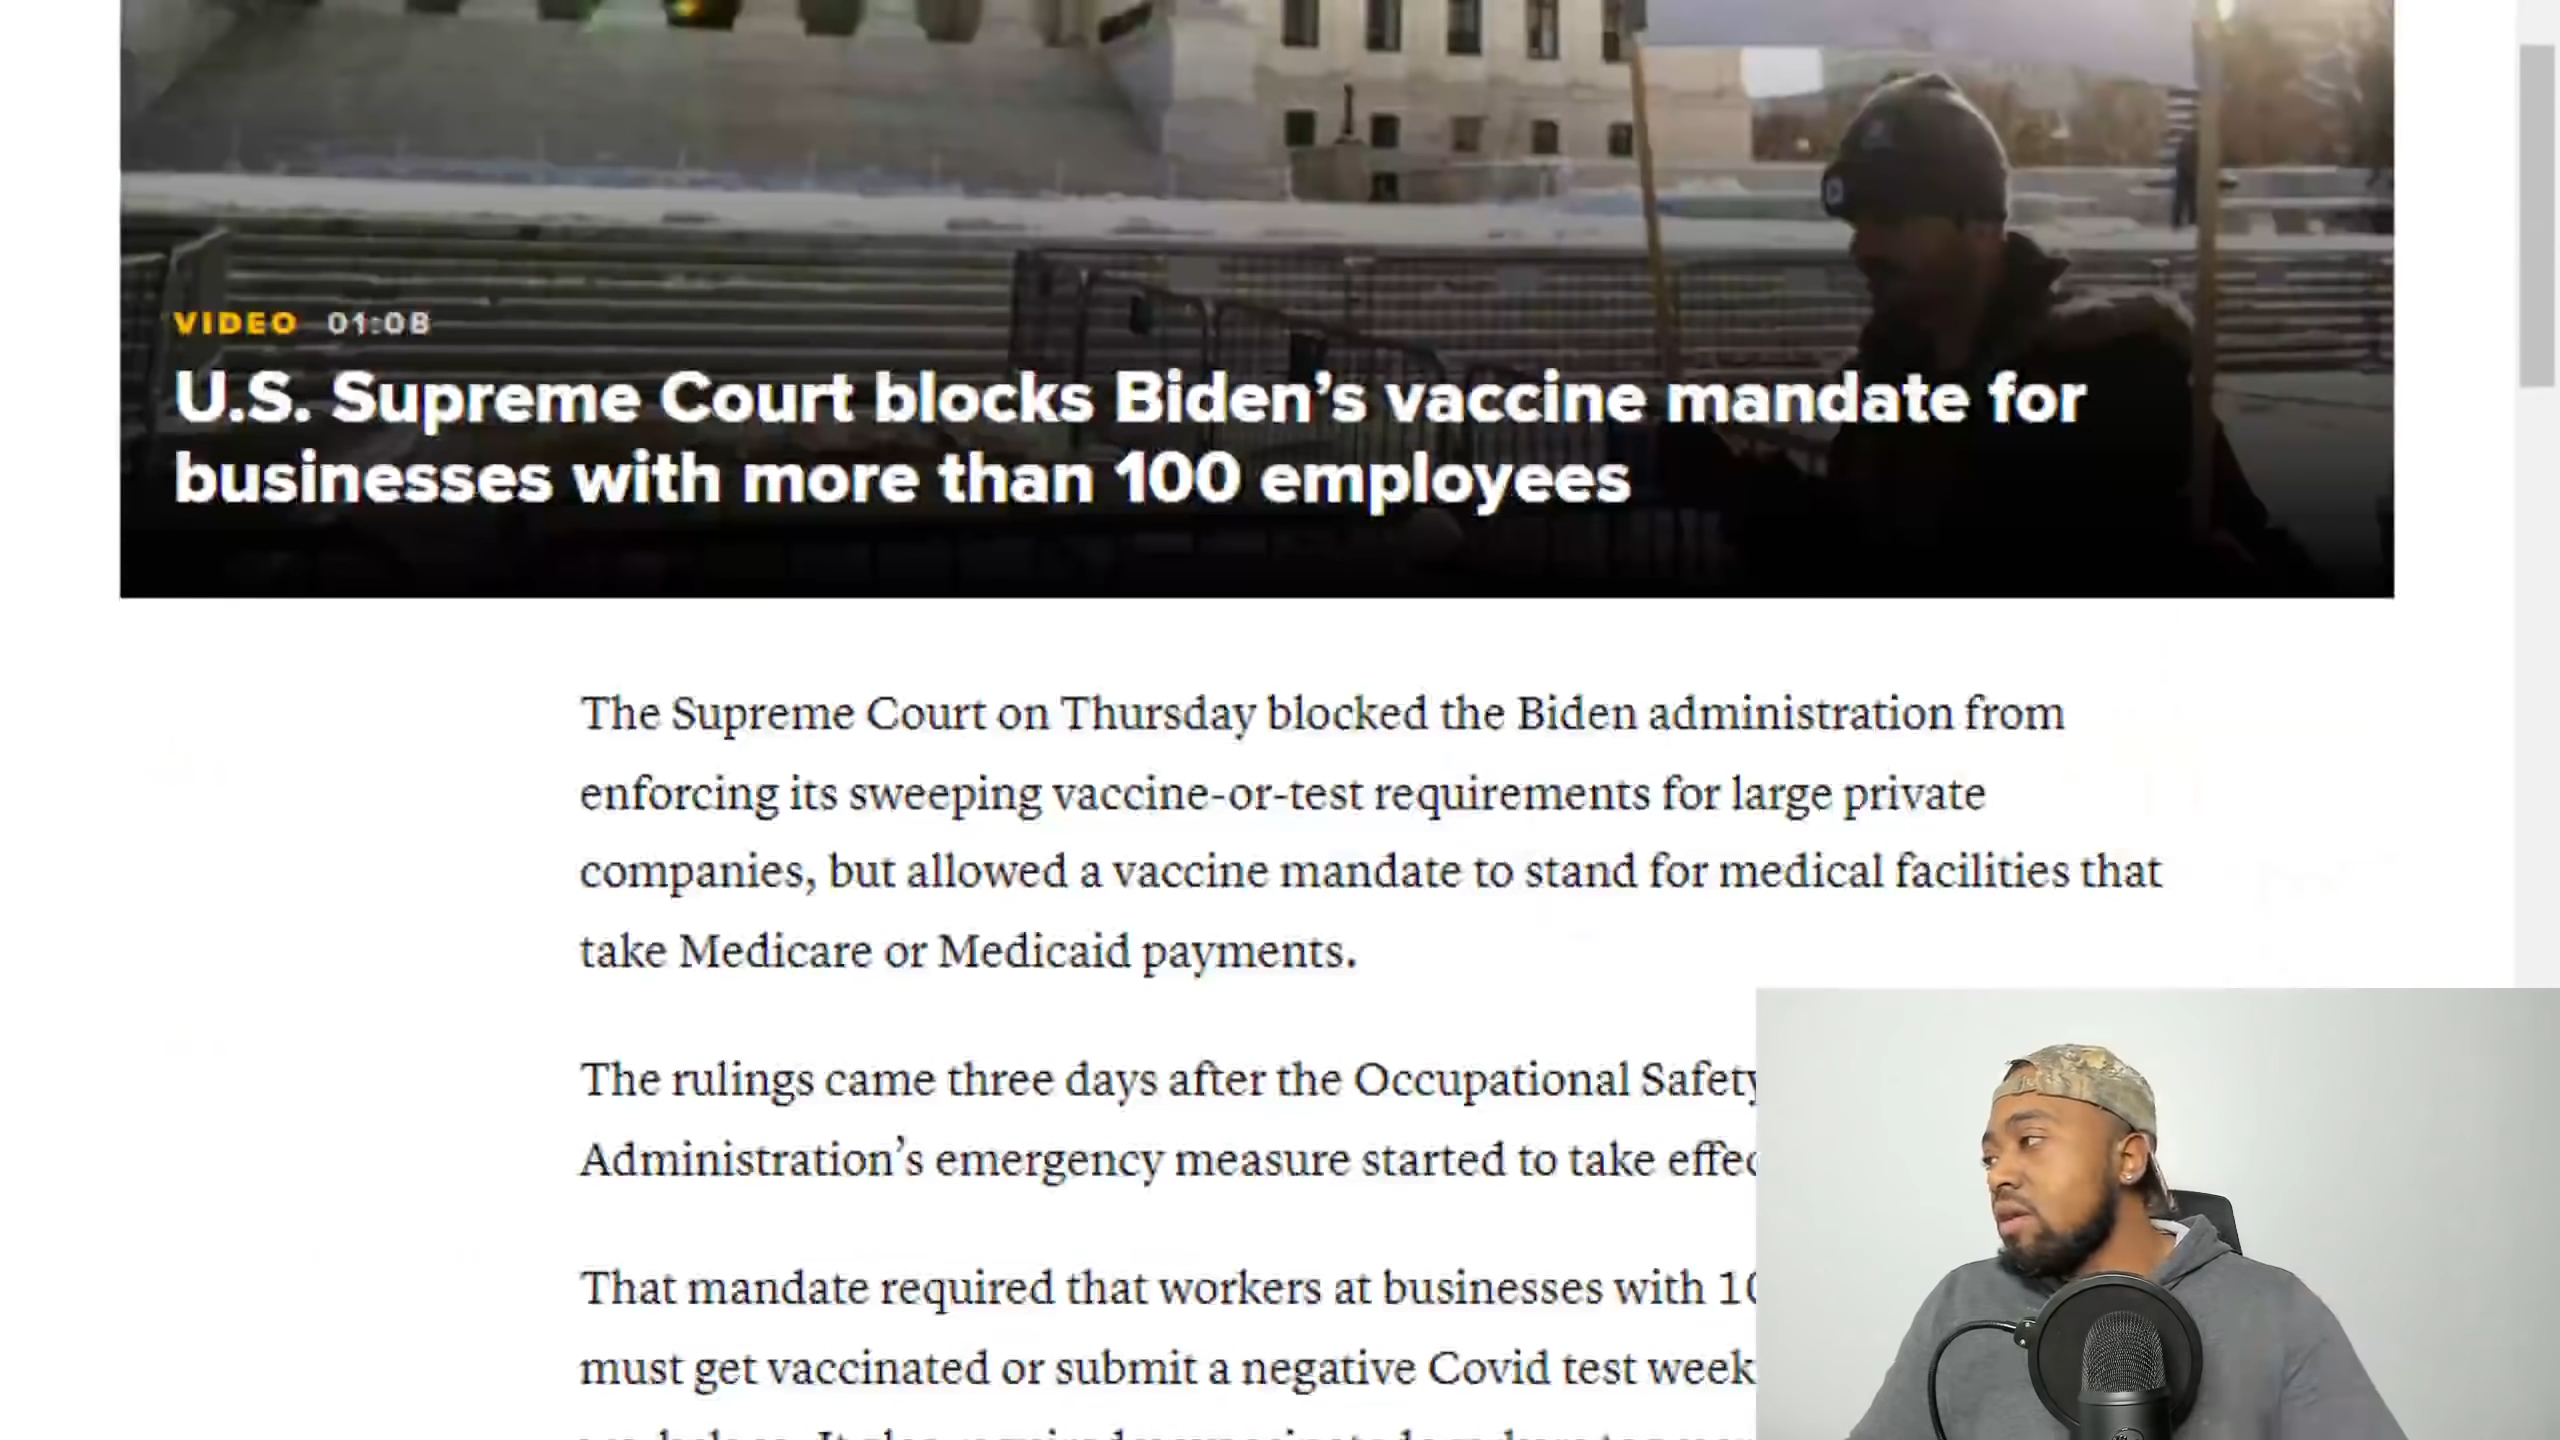 VIDEO 01:08
U.S. Supreme Court blocks Biden’s vaccine mandate for
businesses with more than 100 employees
The Supreme Court on Thursday blocked the Biden administration from
enforcing its sweeping vaccine-or-test requirements for large private
companies, but allowed a vaccine mandate to stand for medical facilities that
take Medicare or Medicaid payments.
The rulings came three days after the Occupational Safety
Administration’s emergency measure started to take
That mandate required that workers at businesses with
must get vaccinated or submit a negative Covid test